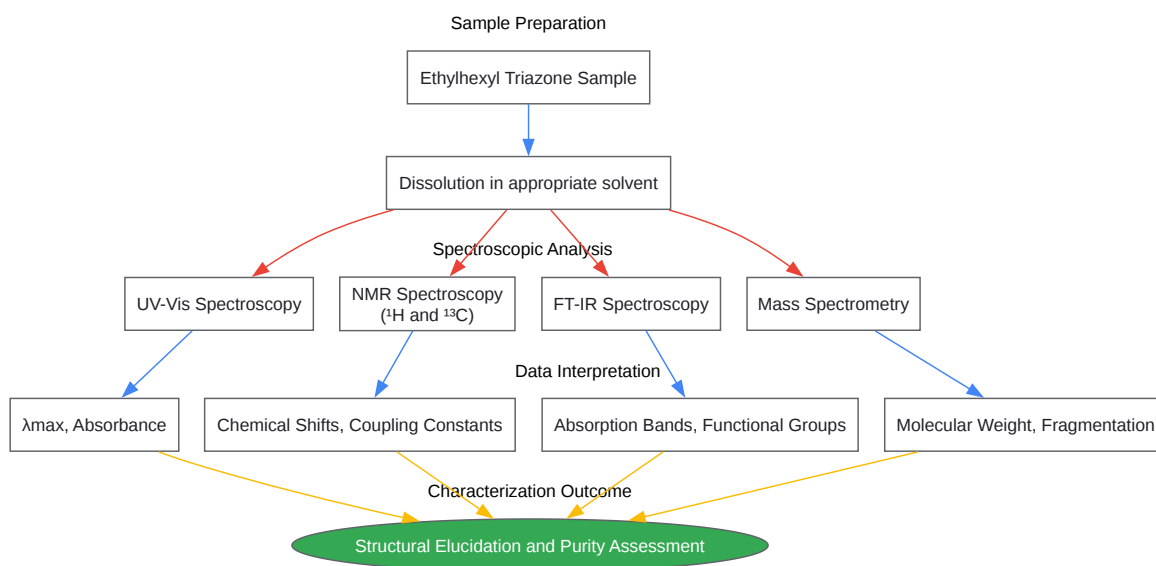 Sample Preparation
Ethylhexyl Triazone Sample
Dissolution in appropriate solvent
Spectroscopic Analysis
UV-Vis Spectroscopy
NMR Spectroscopy
(¹H and ¹³C)
FT-IR Spectroscopy
Mass Spectrometry
Data Interpretation
λmax, Absorbance
Chemical Shifts, Coupling Constants
Absorption Bands, Functional Groups
Molecular Weight, Fragmentation
Characterization Outcome
Structural Elucidation and Purity Assessment